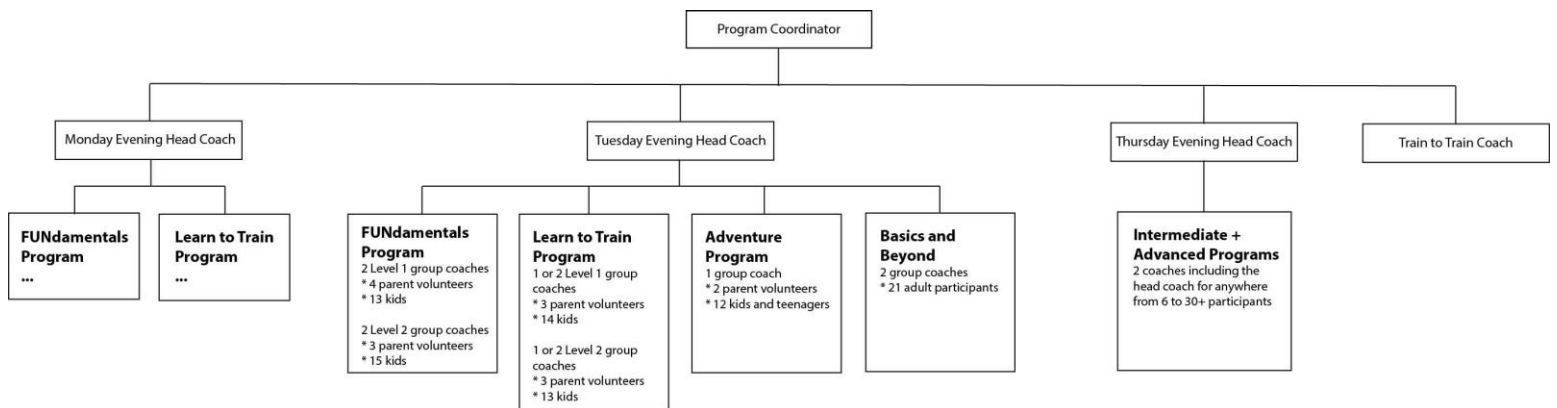 Program Coordinator
Monday Evening Head Coach
Tuesday Evening Head Coach
Thursday Evening Head Coach
Train to Train Coach
FUNdamentals
Program
...
Learn to Train
Program
...
FUNdamentals
Program
2 Level 1 group coaches
* 4 parent volunteers
* 13 kids
2 Level 2 group coaches
* 3 parent volunteers
* 15 kids
Learn to Train
Program
1 or 2 Level 1 group
coaches
* 3 parent volunteers
* 14 kids
1 or 2 Level 2 group
coaches
* 3 parent volunteers
* 13 kids
Adventure
Program
1 group coach
* 2 parent volunteers
* 12 kids and teenagers
Basics and
Beyond
2 group coaches
* 21 adult participants
Intermediate +
Advanced Programs
2 coaches including the
head coach for anywhere
from 6 to 30+ participants